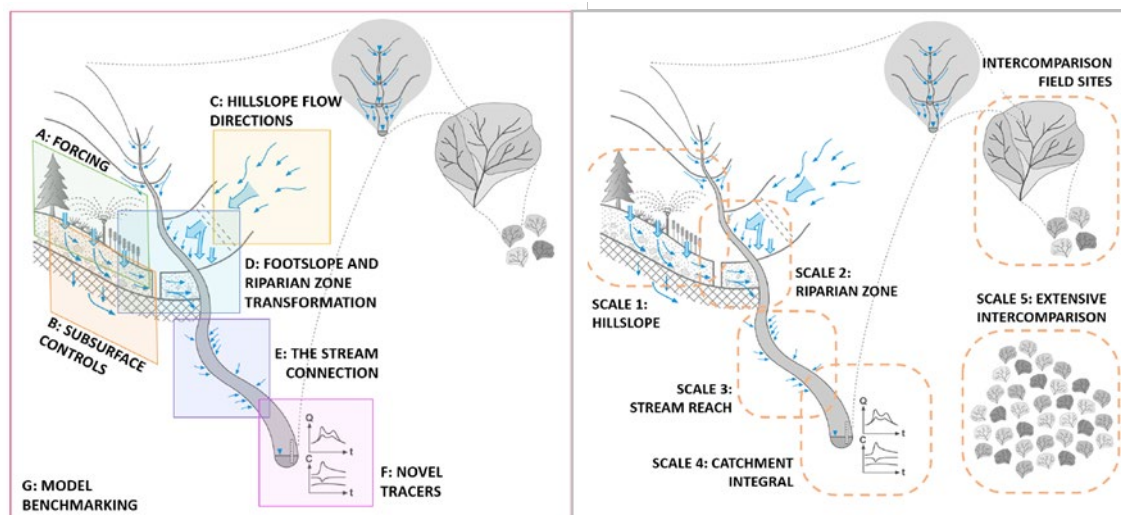 C: HILLSLOPE FLOW
DIRECTIONS
A: FORCING
D: FOOTSLOPE AND
RIPARIAN ZONE
TRANSFORMATION
B: SUBSURFACE
CONTROLS
E: THE STREAM
CONNECTION
Q
t
C
t
F: NOVEL
TRACERS
G: MODEL
BENCHMARKING
INTERCOMPARISON
FIELD SITES
SCALE 2:
RIPARIAN ZONE
SCALE 1:
HILLSLOPE
SCALE 5: EXTENSIVE
INTERCOMPARISON
SCALE 3:
STREAM REACH
Q
t
C
t
SCALE 4: CATCHMENT
INTEGRAL